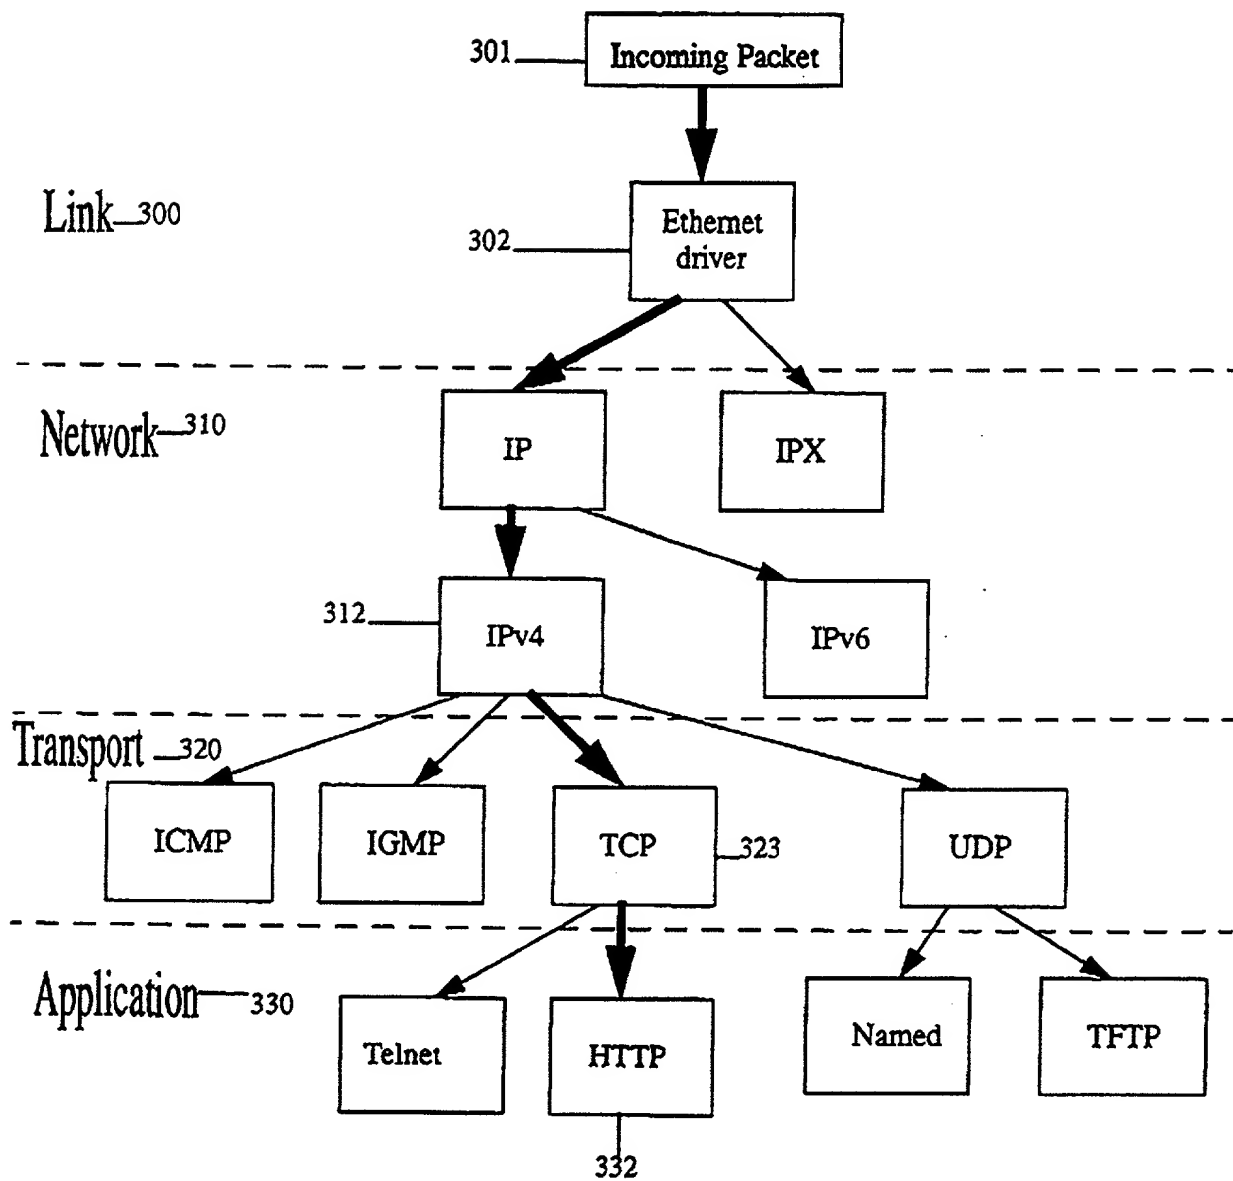 301
Incoming Packet
Link
300
302
Ethernet
driver
Network
310
IP
IPX
312
IPv4
IPv6
Transport
320
ICMP
IGMP
TCP
323
UDP
Application
330
Telnet
HTTP
Named
TFTP
332